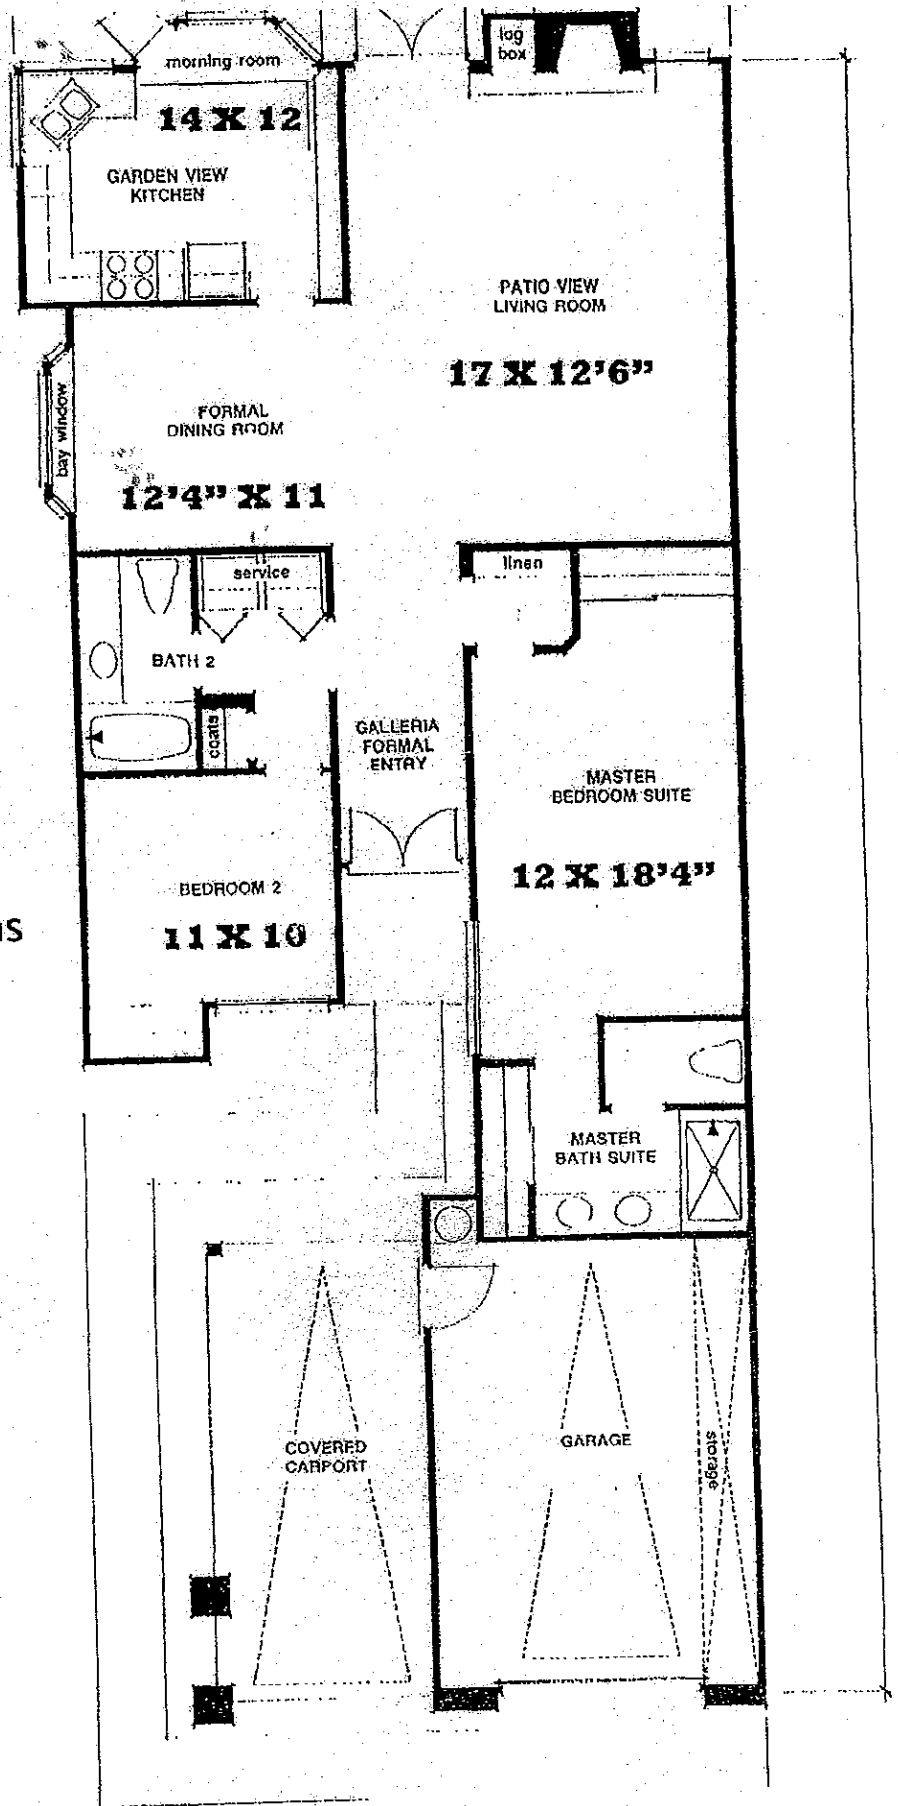 log
box
morning room
14 X 12
GARDEN VIEW
KITCHEN
PATIO VIEW
LIVING ROOM
17 X 12'6"
bay window
FORMAL
DINING ROOM
12'4" X 11
service
linen
BATH 2
coats
GALLERIA
FORMAL
ENTRY
MASTER
BEDROOM SUITE
12 X 18'4"
BEDROOM 2
11 X 10
MASTER
BATH SUITE
COVERED
CARPORT
GARAGE
storage